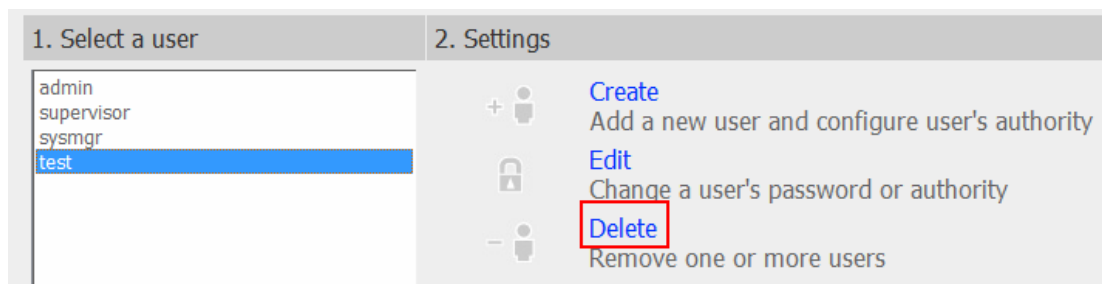 1. Select a user
2. Settings
admin
supervisor
sysmgr
test
Create
Add a new user and configure user's authority
Edit
Change a user's password or authority
Delete
Remove one or more users